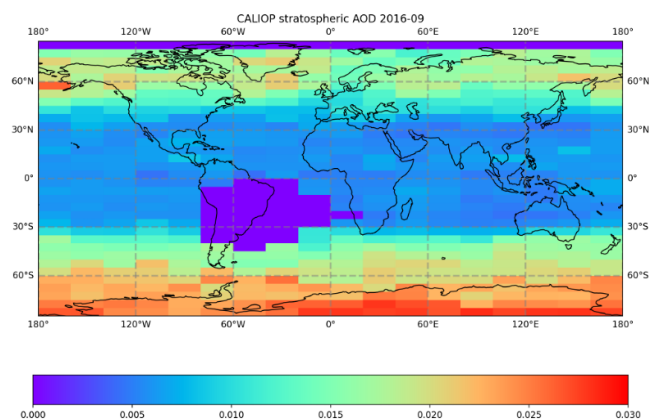 CALIOP stratospheric AOD 2016-09
180° 120°W 60°W 0° 60°E 120°E 180°
60°N 60°N
30°N 30°N
0° 0°
30°S 30°S
60°S 60°S
180° 120°W 60°W 0° 60°E 120°E 180°
0.000 0.005 0.010 0.015 0.020 0.025 0.030